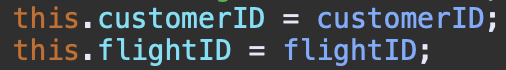 this.customerID = customerID;
this.flightID = flightID;